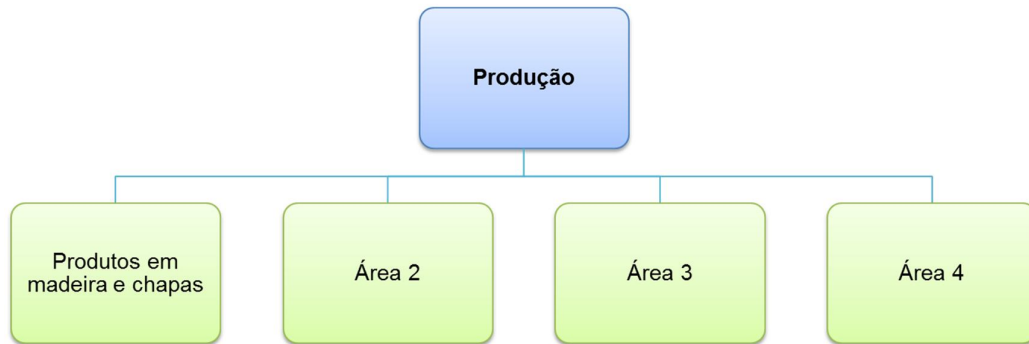 Produção
Produtos em
madeira e chapas
Área 2
Área 3
Área 4